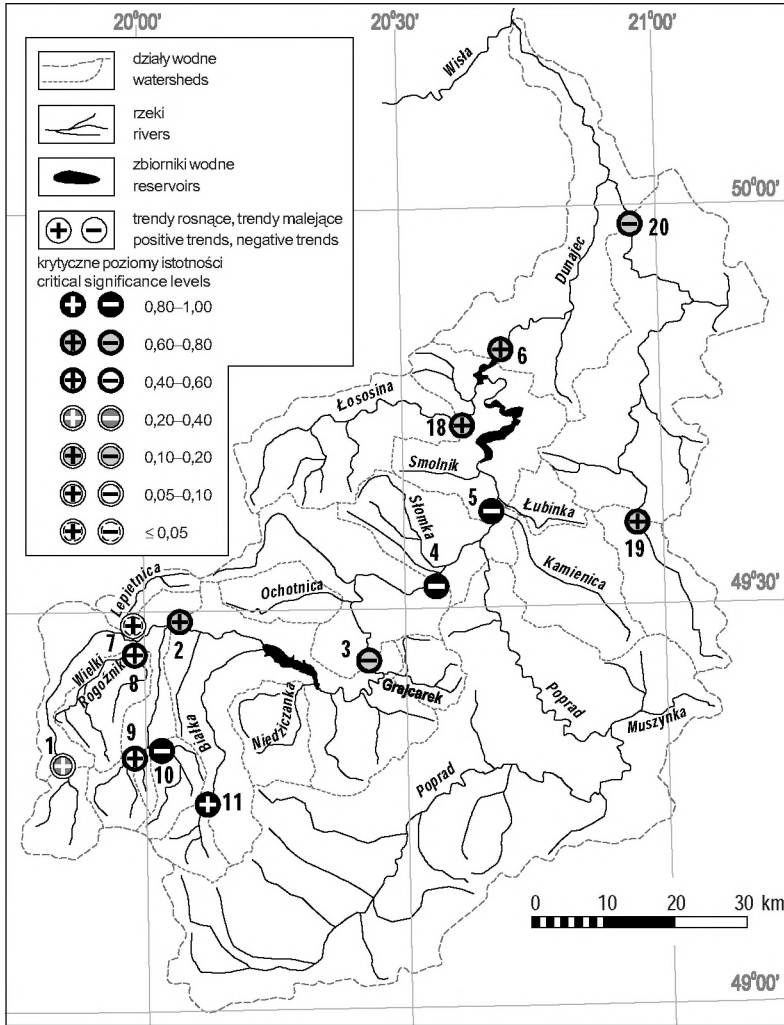 20°00'
20°30'
21°00'
działy wodne
watersheds
rzeki
rivers
zbiorniki wodne
reservoirs
trendy rosnące, trendy malejące
positive trends, negative trends
krytyczne poziomy istotności
critical significance levels
0,80–1,00
0,60–0,80
0,40–0,60
0,20–0,40
0,10–0,20
0,05–0,10
≤ 0,05
Wisła
50°00'
20
Dunajec
6
Łososina
18
Smolnik
5
Słomka
Łubinka
19
4
Kamienica
49°30'
Lepietnica
Ochotnica
7
2
3
Wielki
Rogoźnik
8
Grajcarek
Niedziczanka
Białka
Poprad
Muszynka
1
9
10
11
Poprad
0
10
20
30 km
49°00'